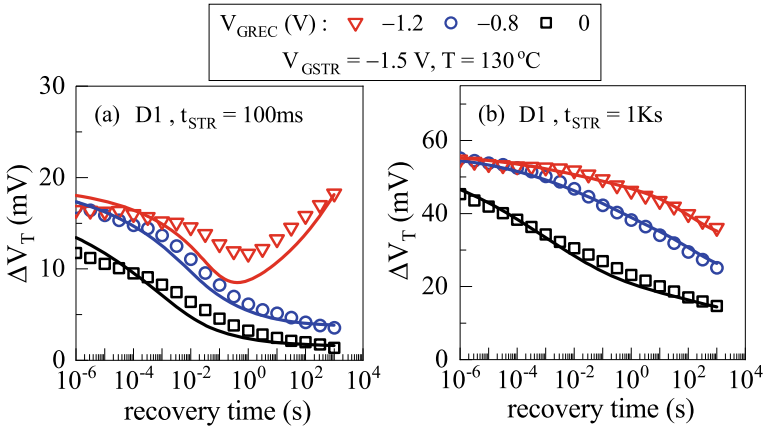 V_GREC (V) : −1.2 −0.8 0
V_GSTR = −1.5 V, T = 130 °C
(a) D1 , t_STR = 100ms
(b) D1 , t_STR = 1Ks
ΔV_T (mV)
30
20
10
0
10^-6 10^-4 10^-2 10^0 10^2 10^4
recovery time (s)
ΔV_T (mV)
60
40
20
0
10^-6 10^-4 10^-2 10^0 10^2 10^4
recovery time (s)